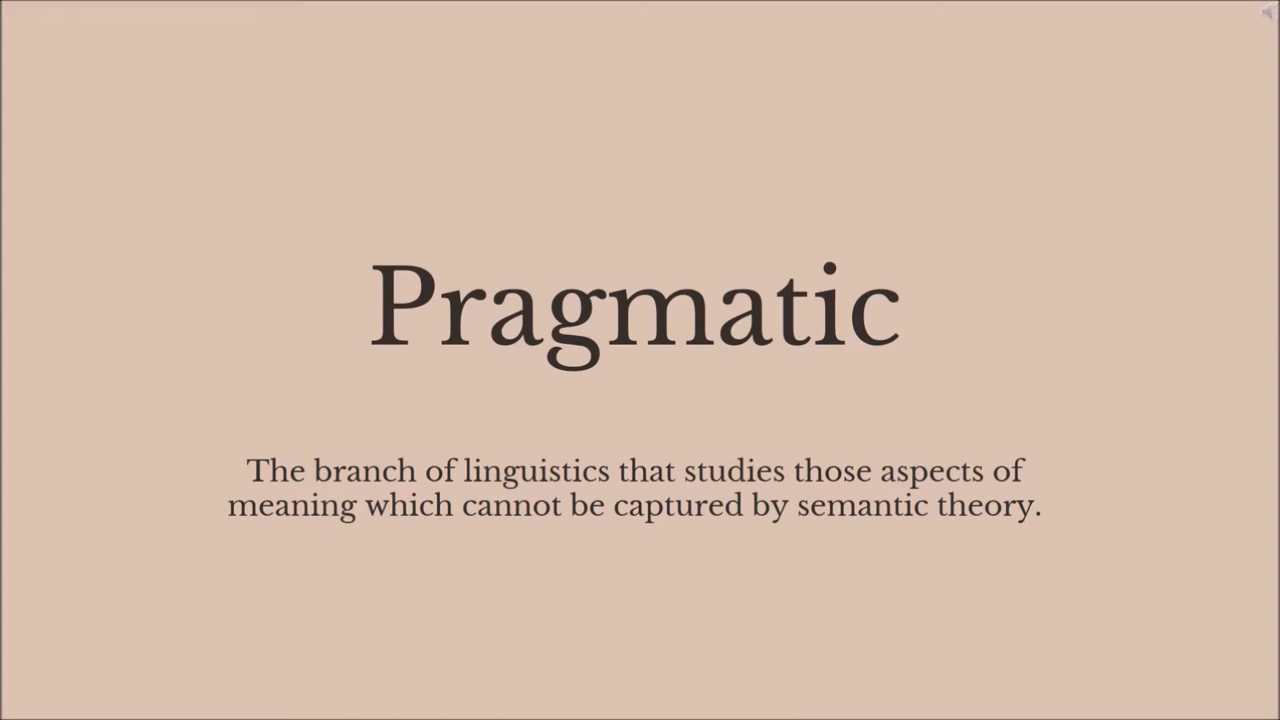 Pragmatic
The branch of linguistics that studies those aspects of
meaning which cannot be captured by semantic theory.